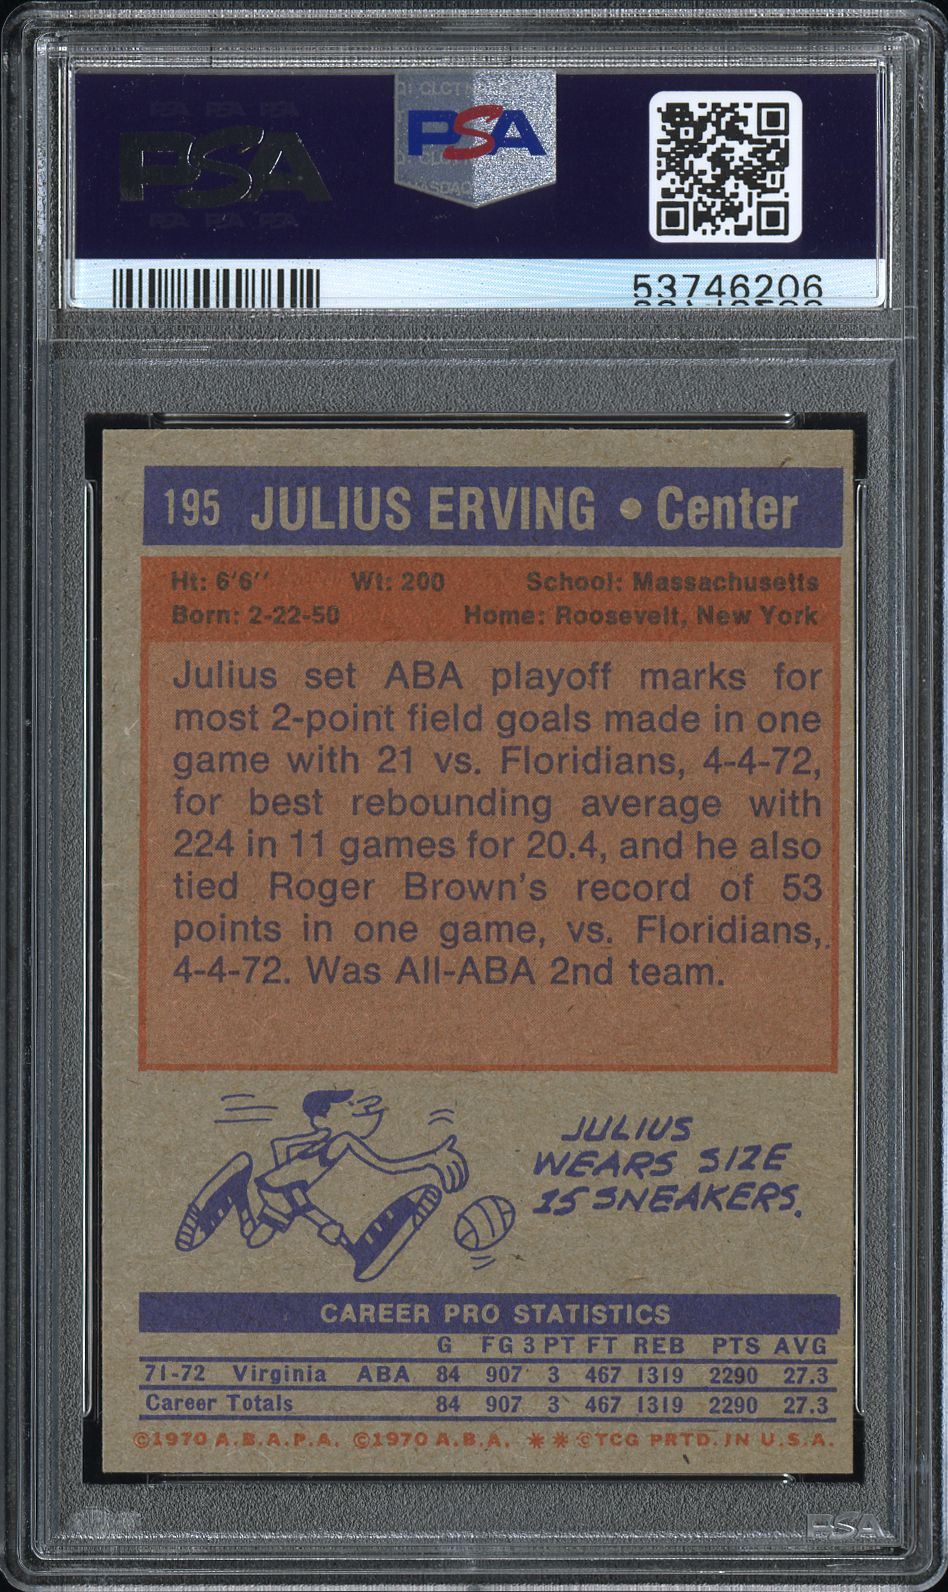 PSA
PSA
53746206
195 JULIUS ERVING • Center
Ht: 6'6" Wt: 200 School: Massachusetts
Born: 2-22-50 Home: Roosevelt, New York
Julius set ABA playoff marks for
most 2-point field goals made in one
game with 21 vs. Floridians, 4-4-72,
for best rebounding average with
224 in 11 games for 20.4, and he also
tied Roger Brown's record of 53
points in one game, vs. Floridians,.
4-4-72. Was All-ABA 2nd team.
JULIUS
WEARS SIZE
15 SNEAKERS.
CAREER PRO STATISTICS
G FG 3PT FT REB PTS AVG
71-72 Virginia ABA 84 907 3 467 1319 2290 27.3
Career Totals 84 907 3 467 1319 2290 27.3
©1970 A.B.A.P.A. ©1970 A.B.A. ** ©TCG PRTD. IN U.S.A.
PSA